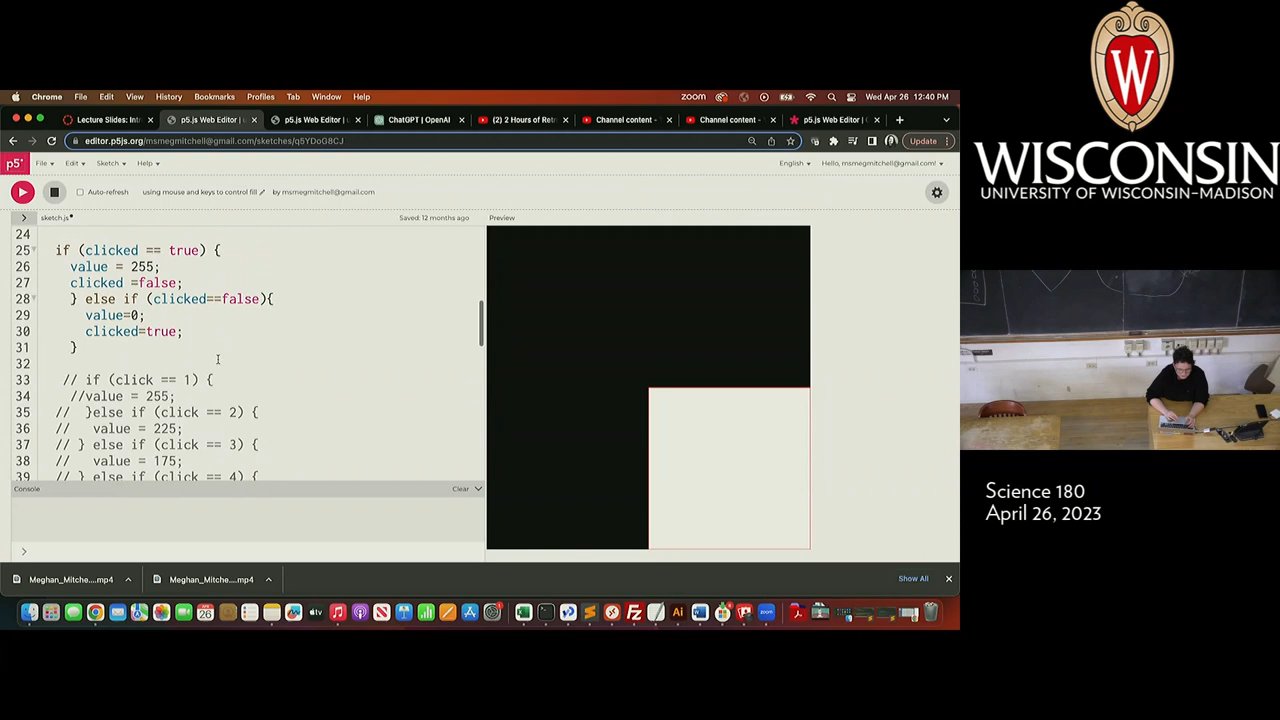 Chrome File Edit View History Bookmarks Profiles Tab Window Help zoom Wed Apr 26 12:40 PM
Lecture Slides: Intr p5.js Web Editor | p5.js Web Editor | ChatGPT | OpenAI (2) 2 Hours of Retr Channel content - Channel content - p5.js Web Editor |
editor.p5js.org/msmegmitchell@gmail.com/sketches/q5YDoG8CJ Update
p5* File Edit Sketch Help English Hello, msmegmitchell@gmail.com!
Auto-refresh using mouse and keys to control fill by msmegmitchell@gmail.com
sketch.js Saved: 12 months ago Preview
24
25 if (clicked == true) {
26 value = 255;
27 clicked =false;
28 } else if (clicked==false){
29 value=0;
30 clicked=true;
31 }
32
33 // if (click == 1) {
34 //value = 255;
35 // }else if (click == 2) {
36 // value = 225;
37 // } else if (click == 3) {
38 // value = 175;
39 // } else if (click == 4) {
Console Clear
>
Meghan_Mitche....mp4 Meghan_Mitche....mp4 Show All
W
WISCONSIN
UNIVERSITY OF WISCONSIN–MADISON
Science 180
April 26, 2023